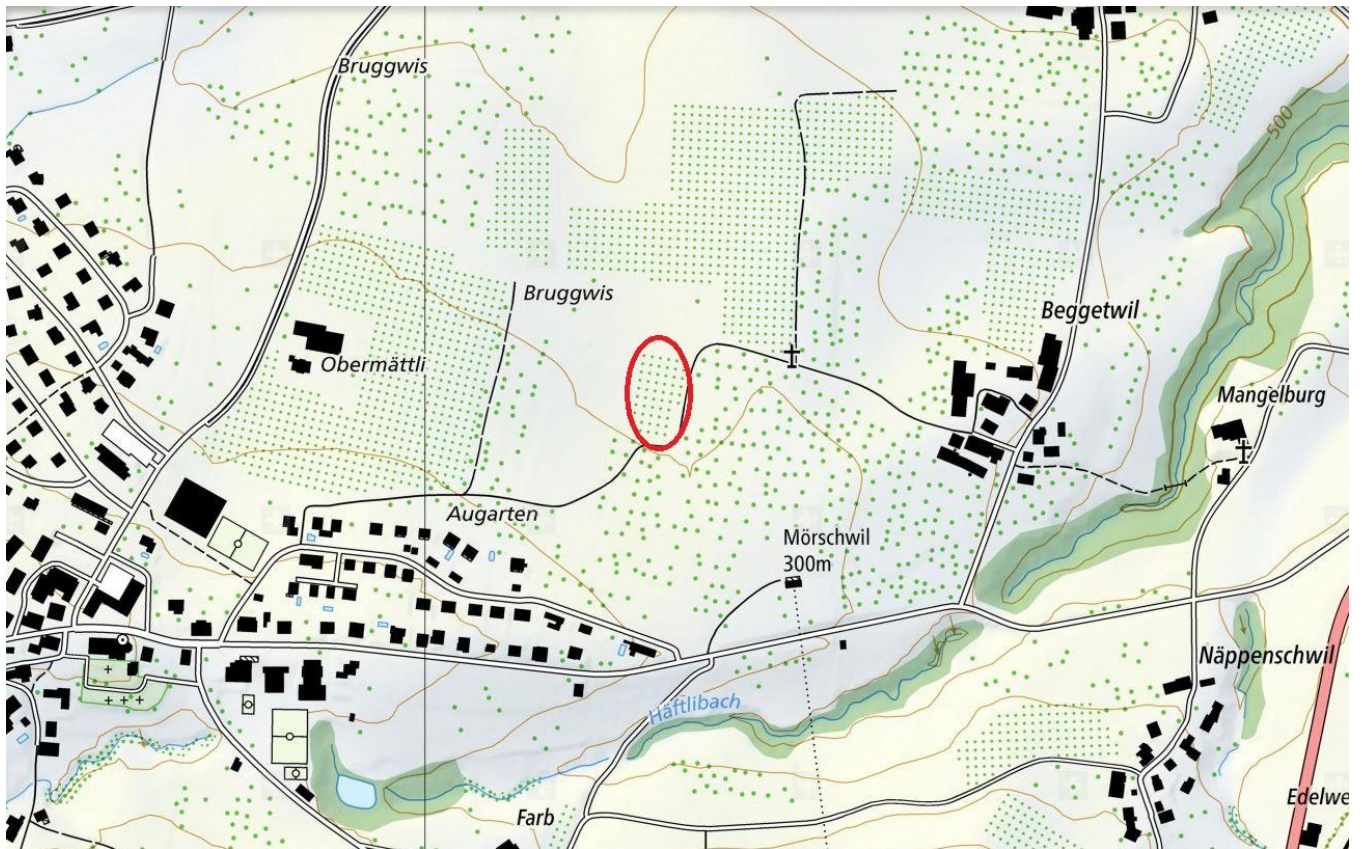 Bruggwis
500
Bruggwis
Beggetwil
Obermättli
Mangelburg
Augarten
Mörschwil
300m
Näppenschwil
Häftlibach
Edelwe
Farb